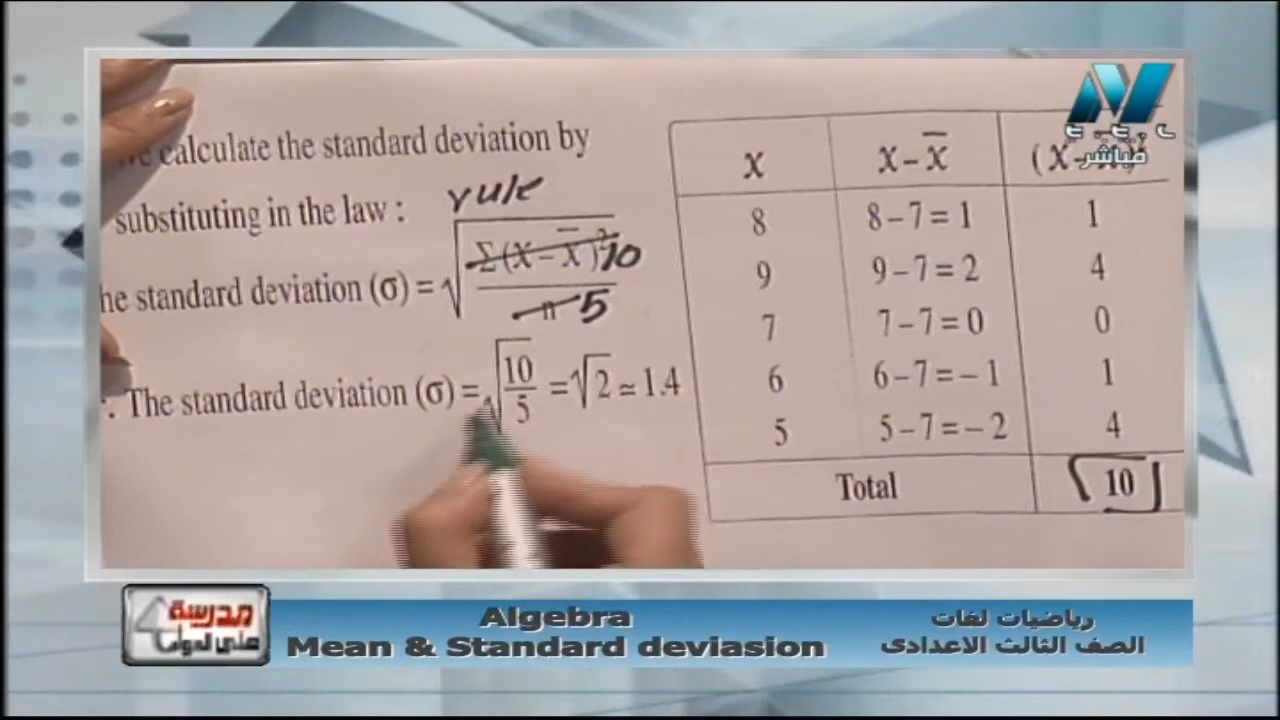 calculate the standard deviation by
substituting in the law : rule
he standard deviation (σ) = √ Σ(X – X̄)² 10 / n 5
∴ The standard deviation (σ) = √ 10/5 = √2 ≃ 1.4
X X – X̄ (X – X̄)²
8 8 – 7 = 1 1
9 9 – 7 = 2 4
7 7 – 7 = 0 0
6 6 – 7 = – 1 1
5 5 – 7 = – 2 4
Total 10
مباشر
مدرسة
على الهواء
Algebra
Mean & Standard deviasion
رياضيات لغات
الصف الثالث الاعدادى